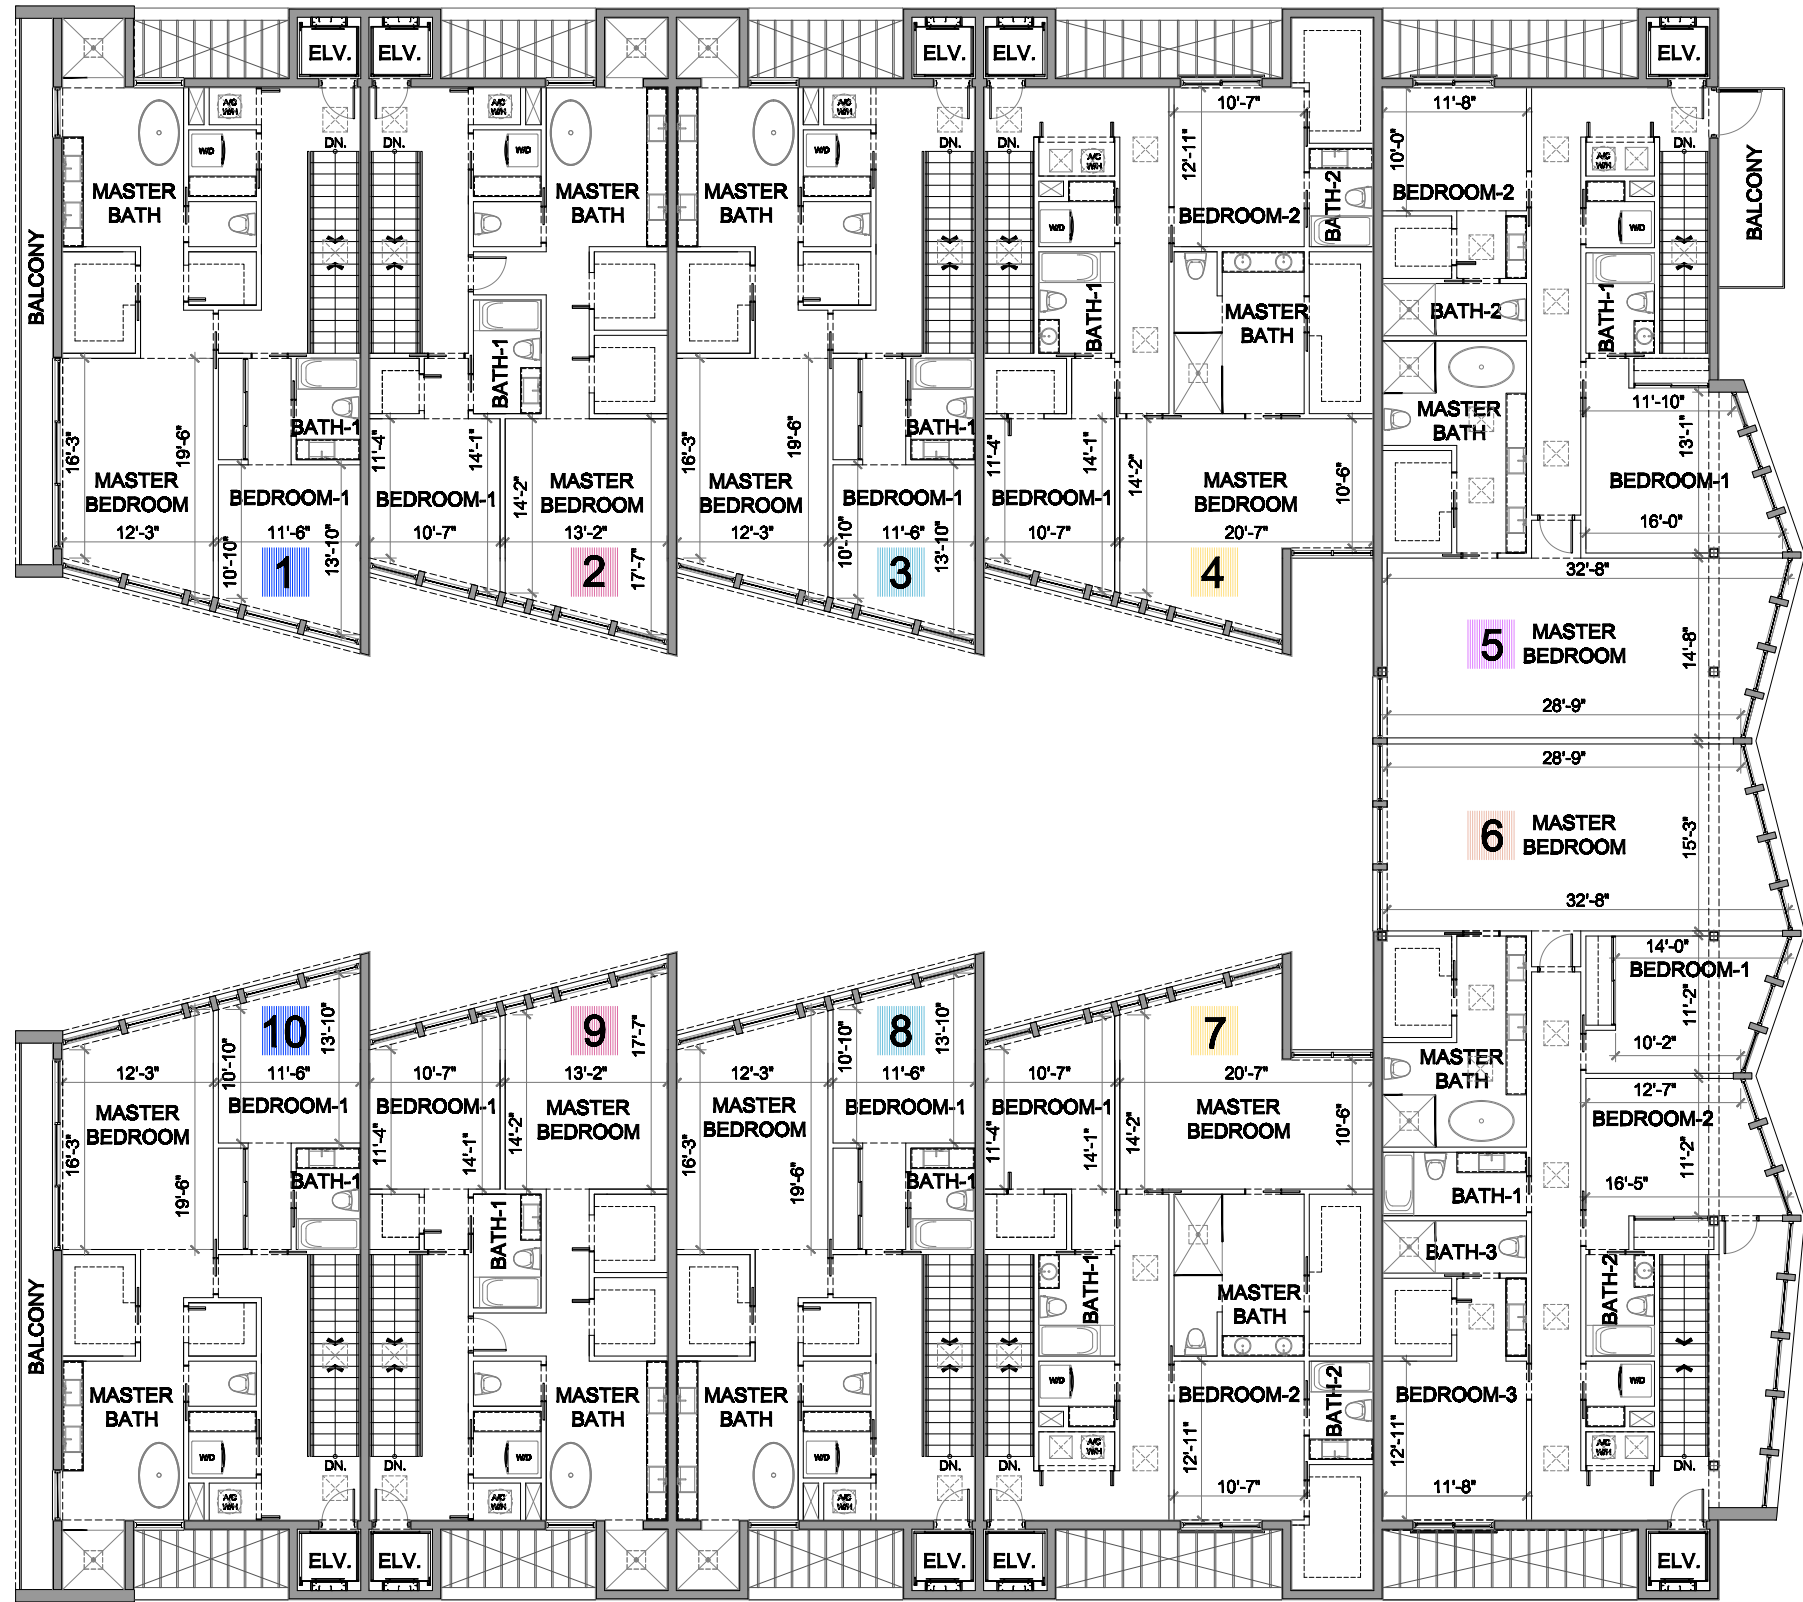 ELV.
ELV.
ELV.
ELV.
ELV.
A/C
W/H
W/D
DN.
MASTER
BATH
BALCONY
16'-3"
19'-6"
MASTER
BEDROOM
12'-3"
BATH-1
BEDROOM-1
11'-6"
10'-10"
13'-10"
1
DN.
A/C
W/H
W/D
MASTER
BATH
BATH-1
11'-4"
14'-1"
BEDROOM-1
10'-7"
14'-2"
MASTER
BEDROOM
13'-2"
17'-7"
2
A/C
W/H
W/D
DN.
MASTER
BATH
16'-3"
19'-6"
MASTER
BEDROOM
12'-3"
BATH-1
BEDROOM-1
11'-6"
10'-10"
13'-10"
3
DN.
A/C
W/H
W/D
10'-7"
12'-11"
BEDROOM-2
BATH-2
BATH-1
MASTER
BATH
11'-4"
14'-1"
BEDROOM-1
10'-7"
14'-2"
MASTER
BEDROOM
20'-7"
10'-6"
4
11'-8"
10'-0"
BEDROOM-2
A/C
W/H
W/D
DN.
BALCONY
BATH-2
BATH-1
MASTER
BATH
11'-10"
13'-1"
BEDROOM-1
16'-0"
32'-8"
5
MASTER
BEDROOM
14'-8"
28'-9"
28'-9"
6
MASTER
BEDROOM
15'-3"
32'-8"
14'-0"
BEDROOM-1
11'-2"
10'-2"
MASTER
BATH
12'-7"
BEDROOM-2
11'-2"
16'-5"
BATH-1
BATH-3
BATH-2
W/D
BEDROOM-3
12'-11"
11'-8"
A/C
W/H
DN.
10
13'-10"
10'-10"
12'-3"
11'-6"
MASTER
BEDROOM
BEDROOM-1
16'-3"
19'-6"
BATH-1
BALCONY
MASTER
BATH
W/D
A/C
W/H
DN.
9
17'-7"
10'-7"
13'-2"
BEDROOM-1
MASTER
BEDROOM
11'-4"
14'-1"
14'-2"
BATH-1
MASTER
BATH
W/D
A/C
W/H
DN.
8
13'-10"
10'-10"
12'-3"
11'-6"
MASTER
BEDROOM
BEDROOM-1
16'-3"
19'-6"
BATH-1
MASTER
BATH
W/D
A/C
W/H
DN.
7
10'-7"
20'-7"
BEDROOM-1
MASTER
BEDROOM
11'-4"
14'-1"
14'-2"
10'-6"
BATH-1
MASTER
BATH
W/D
BEDROOM-2
BATH-2
12'-11"
10'-7"
A/C
W/H
DN.
ELV.
ELV.
ELV.
ELV.
ELV.